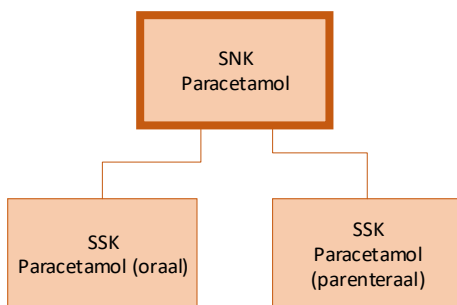 SNK
Paracetamol
SSK
Paracetamol (oraal)
SSK
Paracetamol
(parenteraal)